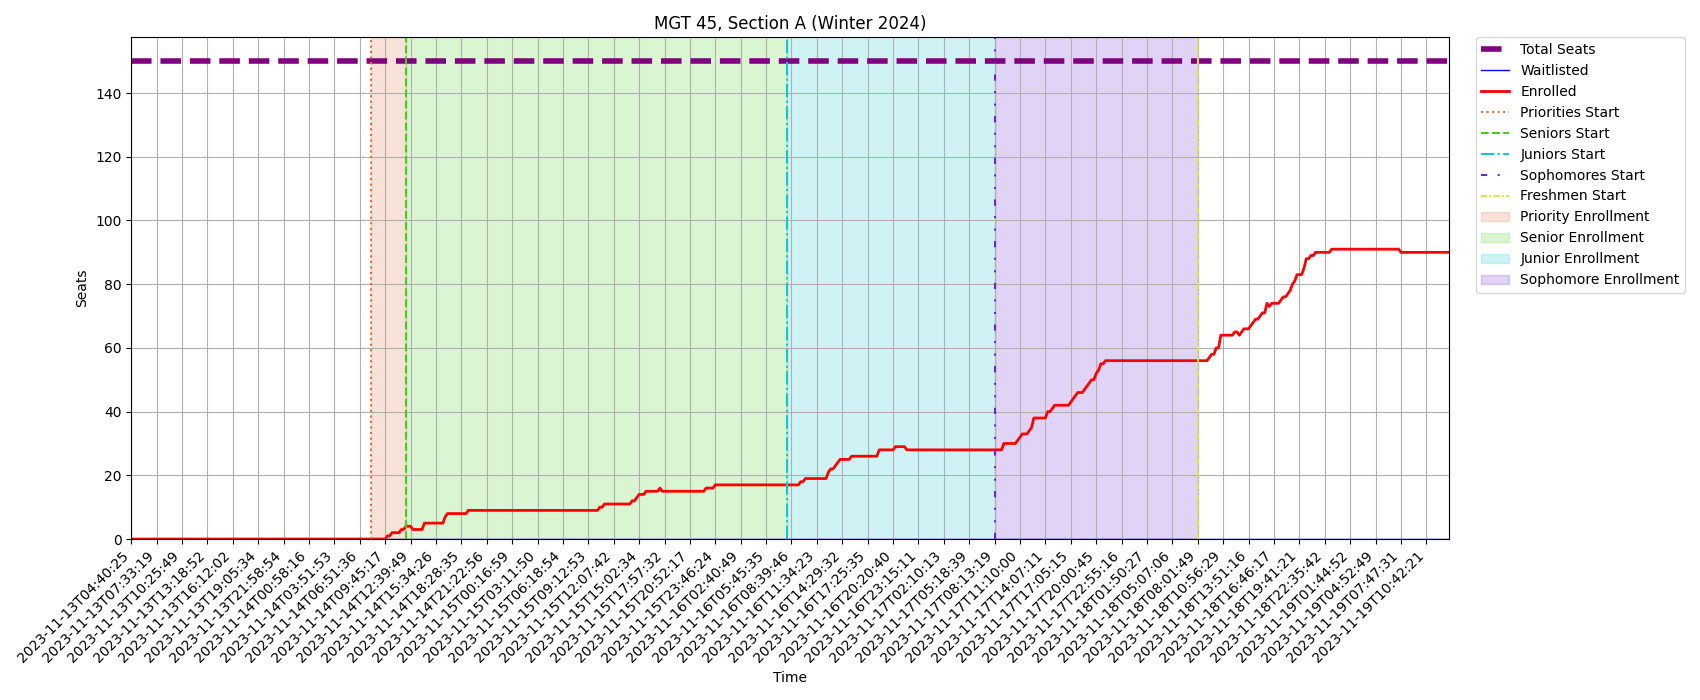 MGT 45, Section A (Winter 2024)
Seats
140
120
100
80
60
40
20
0
2023-11-13T04:40:25
2023-11-13T07:33:19
2023-11-13T10:25:49
2023-11-13T13:18:52
2023-11-13T16:12:02
2023-11-13T19:05:34
2023-11-13T21:58:54
2023-11-14T00:58:16
2023-11-14T03:51:53
2023-11-14T06:51:36
2023-11-14T09:45:17
2023-11-14T12:39:49
2023-11-14T15:34:26
2023-11-14T18:28:35
2023-11-14T21:22:56
2023-11-15T00:16:59
2023-11-15T03:11:50
2023-11-15T06:18:54
2023-11-15T09:12:53
2023-11-15T12:07:42
2023-11-15T15:02:34
2023-11-15T17:57:32
2023-11-15T20:52:17
2023-11-15T23:46:24
2023-11-16T02:40:49
2023-11-16T05:45:35
2023-11-16T08:39:46
2023-11-16T11:34:23
2023-11-16T14:29:32
2023-11-16T17:25:35
2023-11-16T20:20:40
2023-11-16T23:15:11
2023-11-17T02:10:13
2023-11-17T05:18:39
2023-11-17T08:13:19
2023-11-17T11:10:00
2023-11-17T14:07:11
2023-11-17T17:05:15
2023-11-17T20:00:45
2023-11-17T22:55:16
2023-11-18T01:50:27
2023-11-18T05:07:06
2023-11-18T08:01:49
2023-11-18T10:56:29
2023-11-18T13:51:16
2023-11-18T16:46:17
2023-11-18T19:41:21
2023-11-18T22:35:42
2023-11-19T01:44:52
2023-11-19T04:52:49
2023-11-19T07:47:31
2023-11-19T10:42:21
Time
Total Seats
Waitlisted
Enrolled
Priorities Start
Seniors Start
Juniors Start
Sophomores Start
Freshmen Start
Priority Enrollment
Senior Enrollment
Junior Enrollment
Sophomore Enrollment